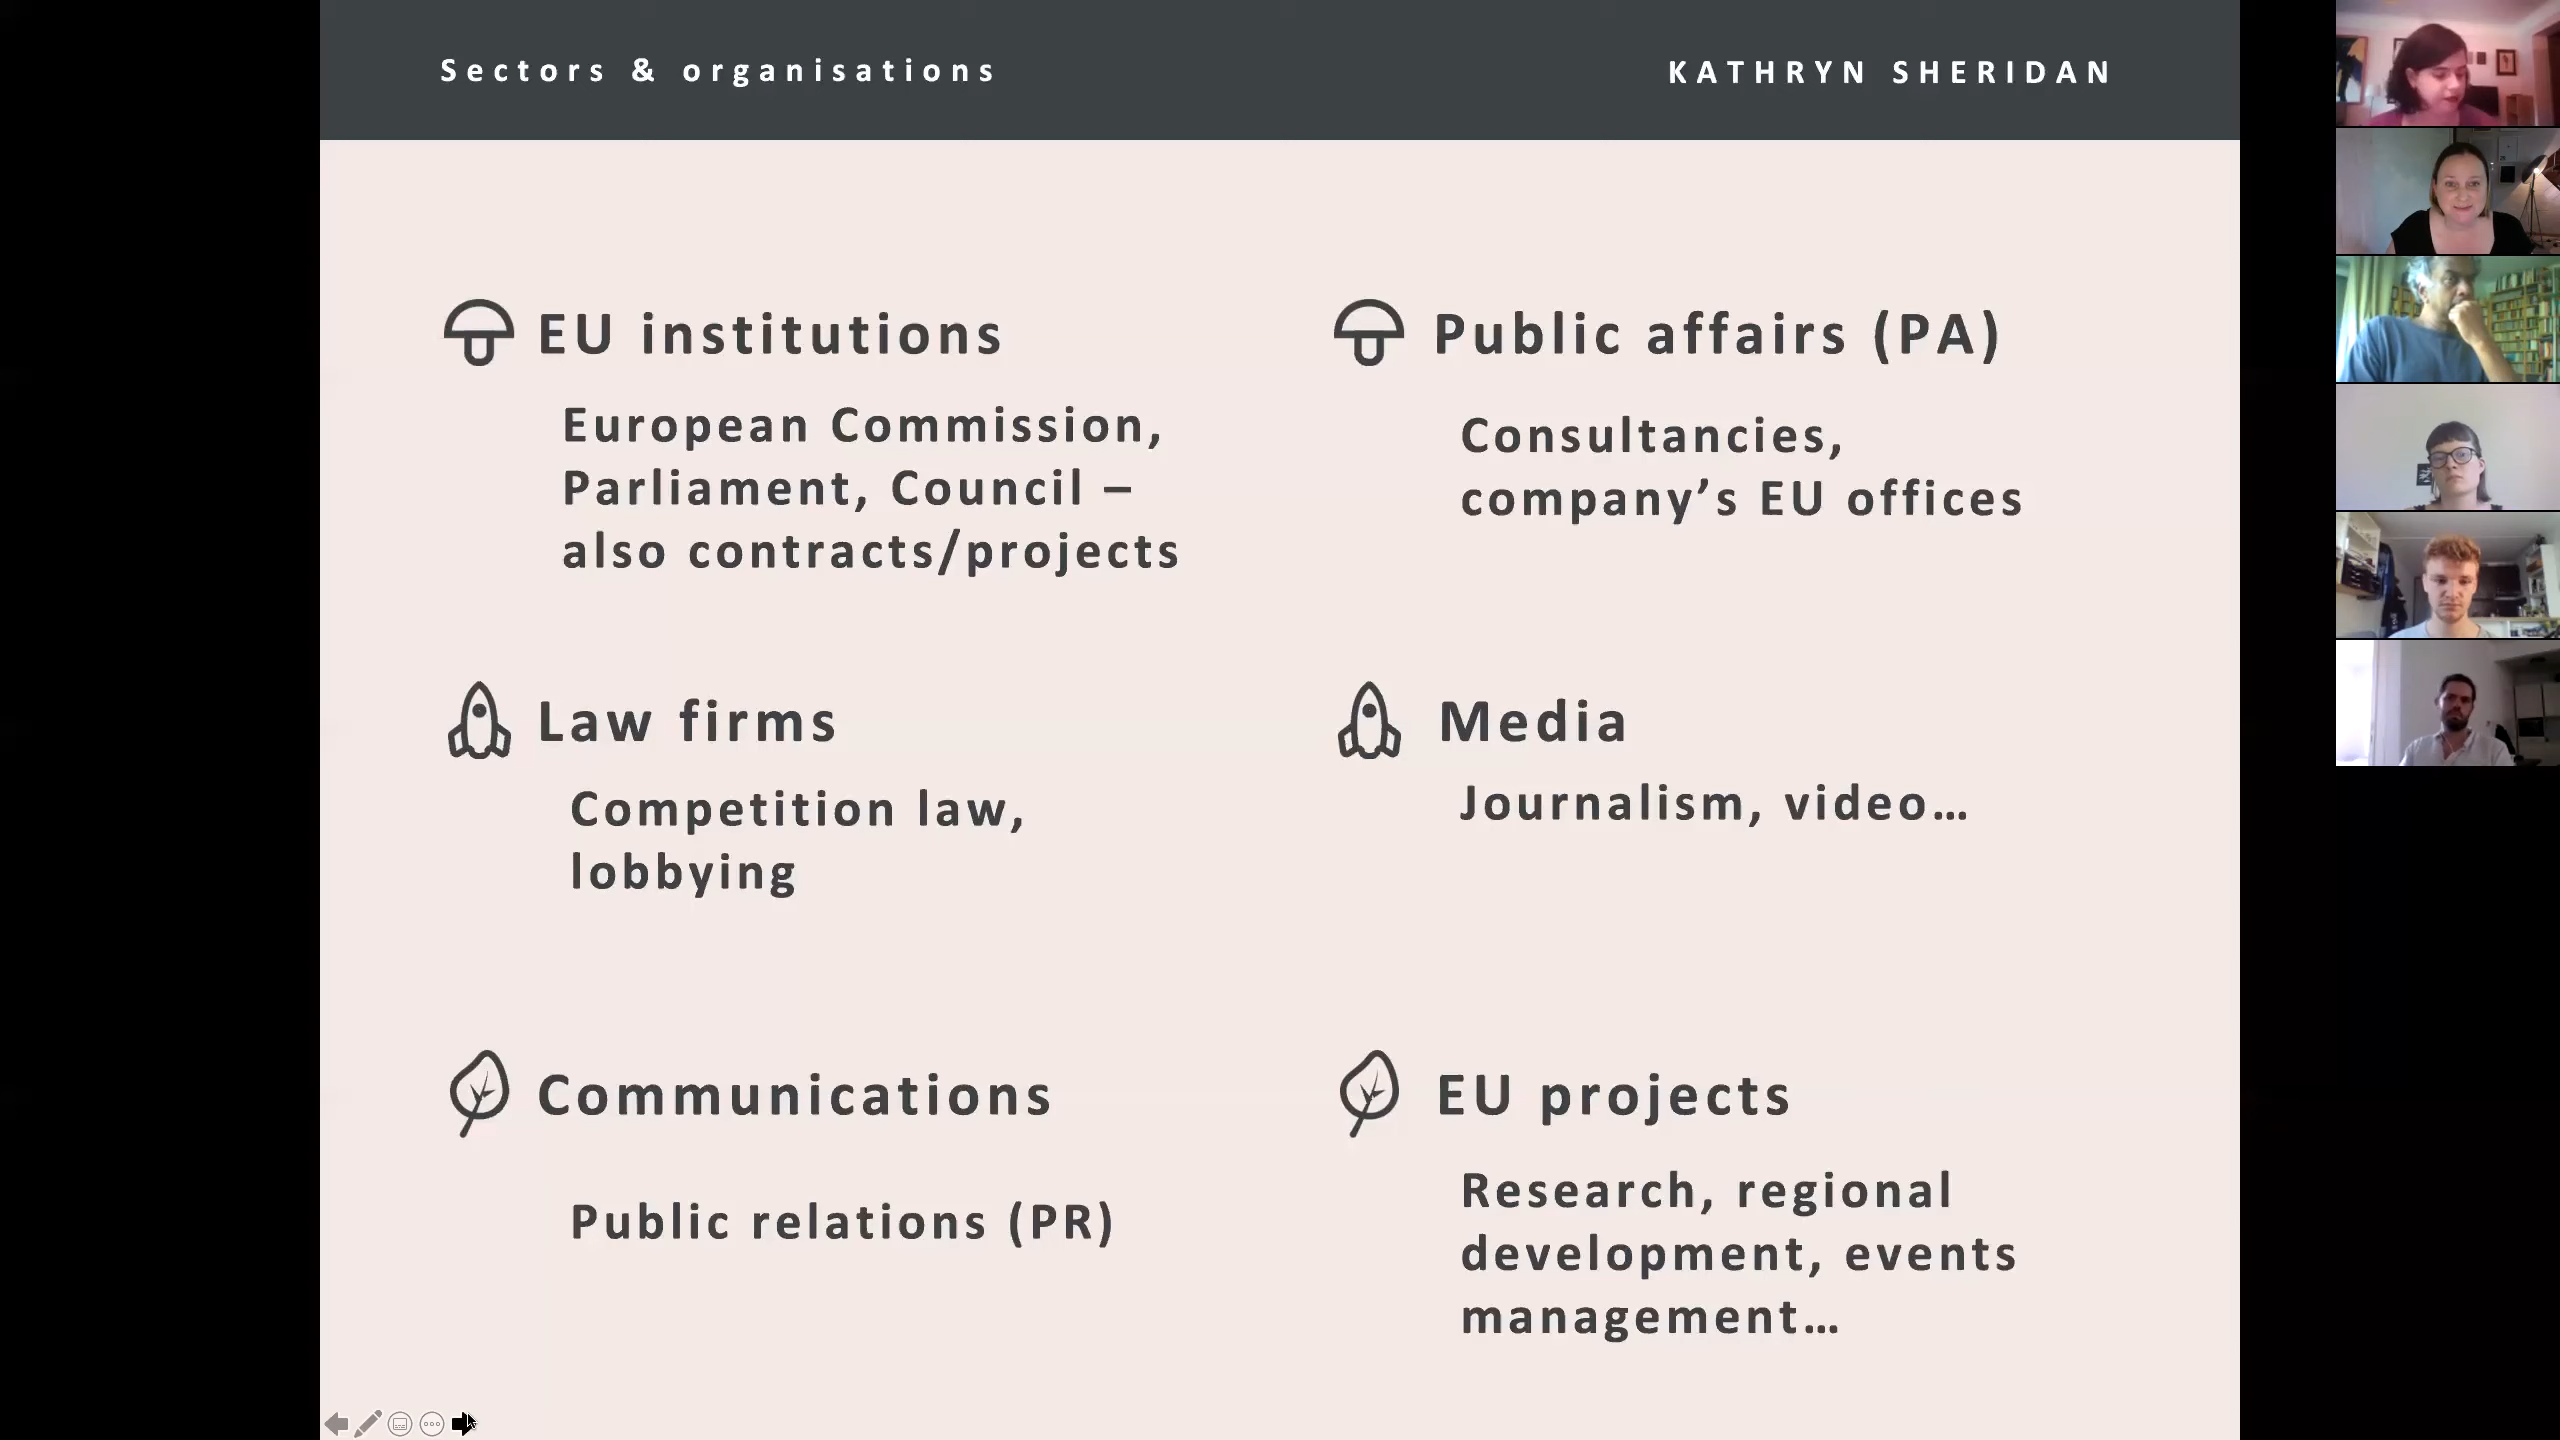 Sectors & organisations
KATHRYN SHERIDAN
EU institutions
European Commission,
Parliament, Council –
also contracts/projects
Public affairs (PA)
Consultancies,
company’s EU offices
Law firms
Competition law,
lobbying
Media
Journalism, video…
Communications
Public relations (PR)
EU projects
Research, regional
development, events
management…